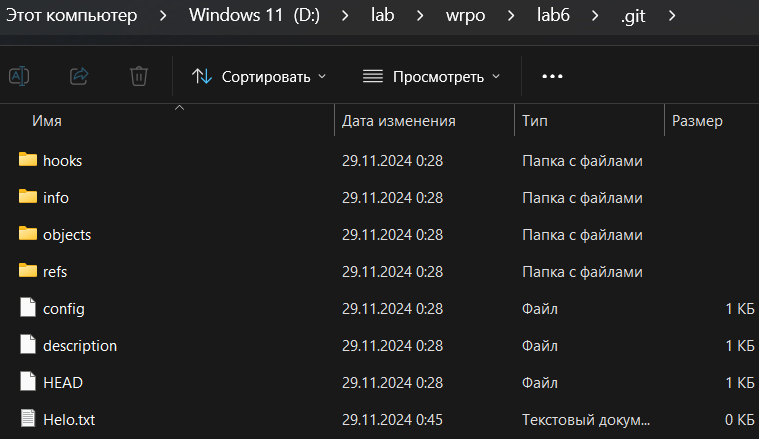 Этот компьютер > Windows 11 (D:) > lab > wrpo > lab6 > .git >
Сортировать Просмотреть
Имя Дата изменения Тип Размер
hooks 29.11.2024 0:28 Папка с файлами
info 29.11.2024 0:28 Папка с файлами
objects 29.11.2024 0:28 Папка с файлами
refs 29.11.2024 0:28 Папка с файлами
config 29.11.2024 0:28 Файл 1 КБ
description 29.11.2024 0:28 Файл 1 КБ
HEAD 29.11.2024 0:28 Файл 1 КБ
Helo.txt 29.11.2024 0:45 Текстовый докум... 0 КБ